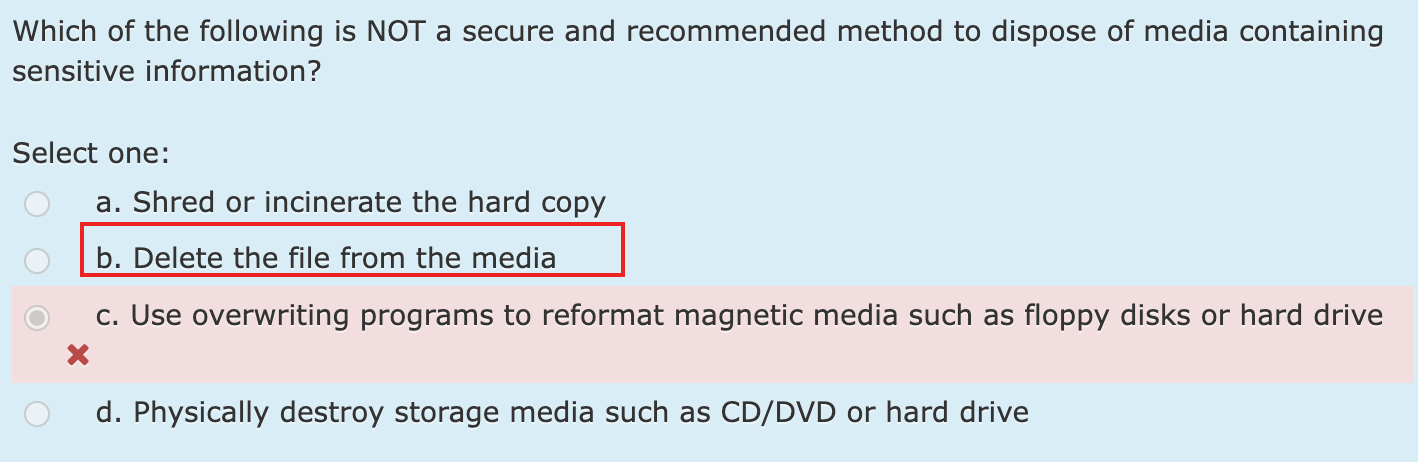 Which of the following is NOT a secure and recommended method to dispose of media containing
sensitive information?
Select one:
a. Shred or incinerate the hard copy
b. Delete the file from the media
c. Use overwriting programs to reformat magnetic media such as floppy disks or hard drive
d. Physically destroy storage media such as CD/DVD or hard drive